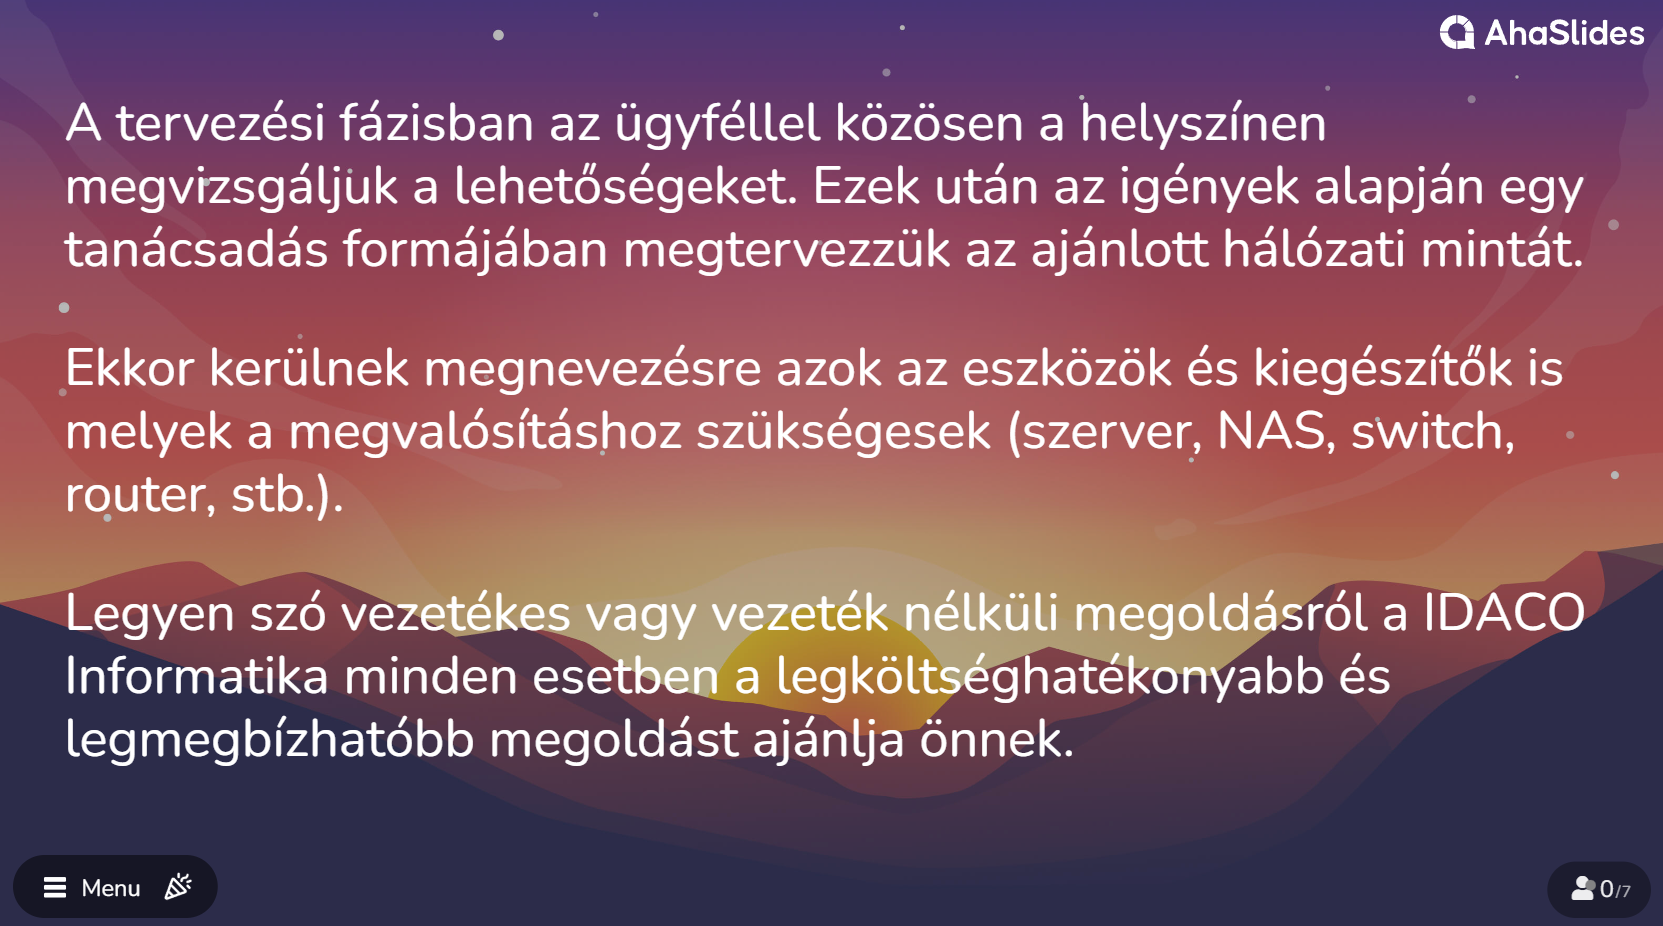 AhaSlides
A tervezési fázisban az ügyféllel közösen a helyszínen
megvizsgáljuk a lehetőségeket. Ezek után az igények alapján egy
tanácsadás formájában megtervezzük az ajánlott hálózati mintát.
Ekkor kerülnek megnevezésre azok az eszközök és kiegészítők is
melyek a megvalósításhoz szükségesek (szerver, NAS, switch,
router, stb.).
Legyen szó vezetékes vagy vezeték nélküli megoldásról a IDACO
Informatika minden esetben a legköltséghatékonyabb és
legmegbízhatóbb megoldást ajánlja önnek.
Menu
0/7